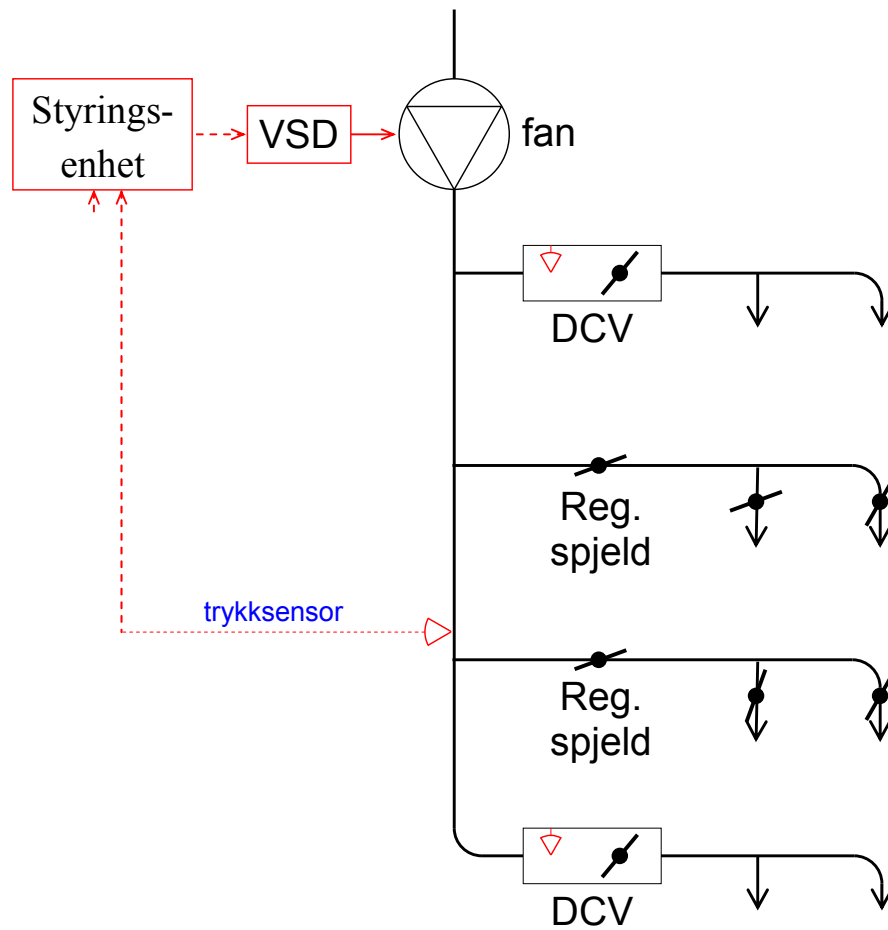 Styrings-
enhet
VSD
fan
DCV
Reg.
spjeld
trykksensor
Reg.
spjeld
DCV